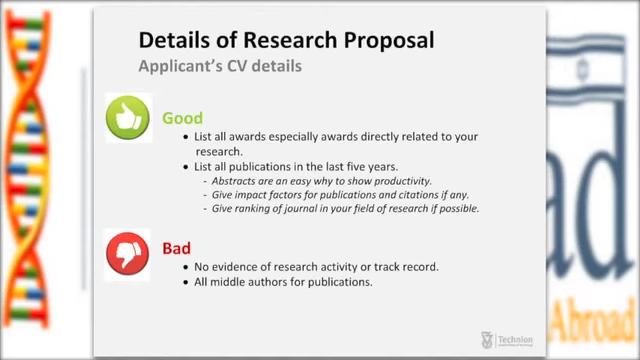 Details of Research Proposal
Applicant's CV details
Good
• List all awards especially awards directly related to your
research.
• List all publications in the last five years.
- Abstracts are an easy why to show productivity.
- Give impact factors for publications and citations if any.
- Give ranking of journal in your field of research if possible.
Bad
• No evidence of research activity or track record.
• All middle authors for publications.
Technion
ad
Abroad